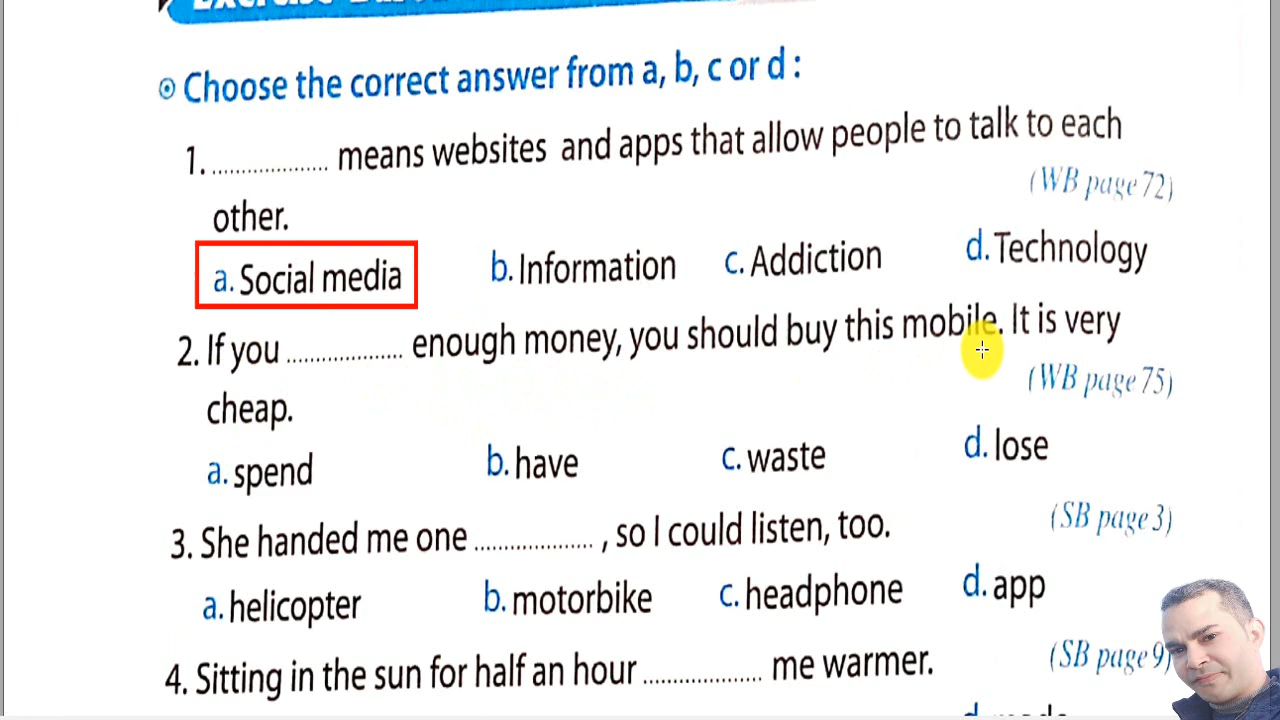 Choose the correct answer from a, b, c or d :
1. .................... means websites and apps that allow people to talk to each
(WB page 72)
other.
a. Social media b. Information c. Addiction d. Technology
2. If you .................... enough money, you should buy this mobile. It is very
(WB page 75)
cheap.
a. spend b. have c. waste d. lose
3. She handed me one .................... , so I could listen, too.
(SB page 3)
a. helicopter b. motorbike c. headphone d. app
4. Sitting in the sun for half an hour .................... me warmer.
(SB page 9)